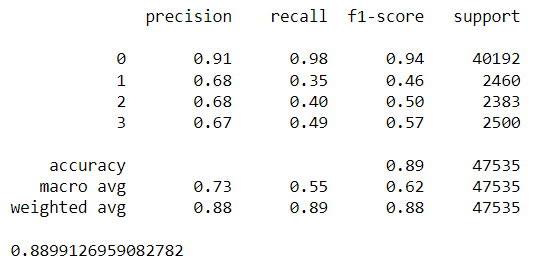 precision recall f1-score support
0 0.91 0.98 0.94 40192
1 0.68 0.35 0.46 2460
2 0.68 0.40 0.50 2383
3 0.67 0.49 0.57 2500
accuracy 0.89 47535
macro avg 0.73 0.55 0.62 47535
weighted avg 0.88 0.89 0.88 47535
0.8899126959082782